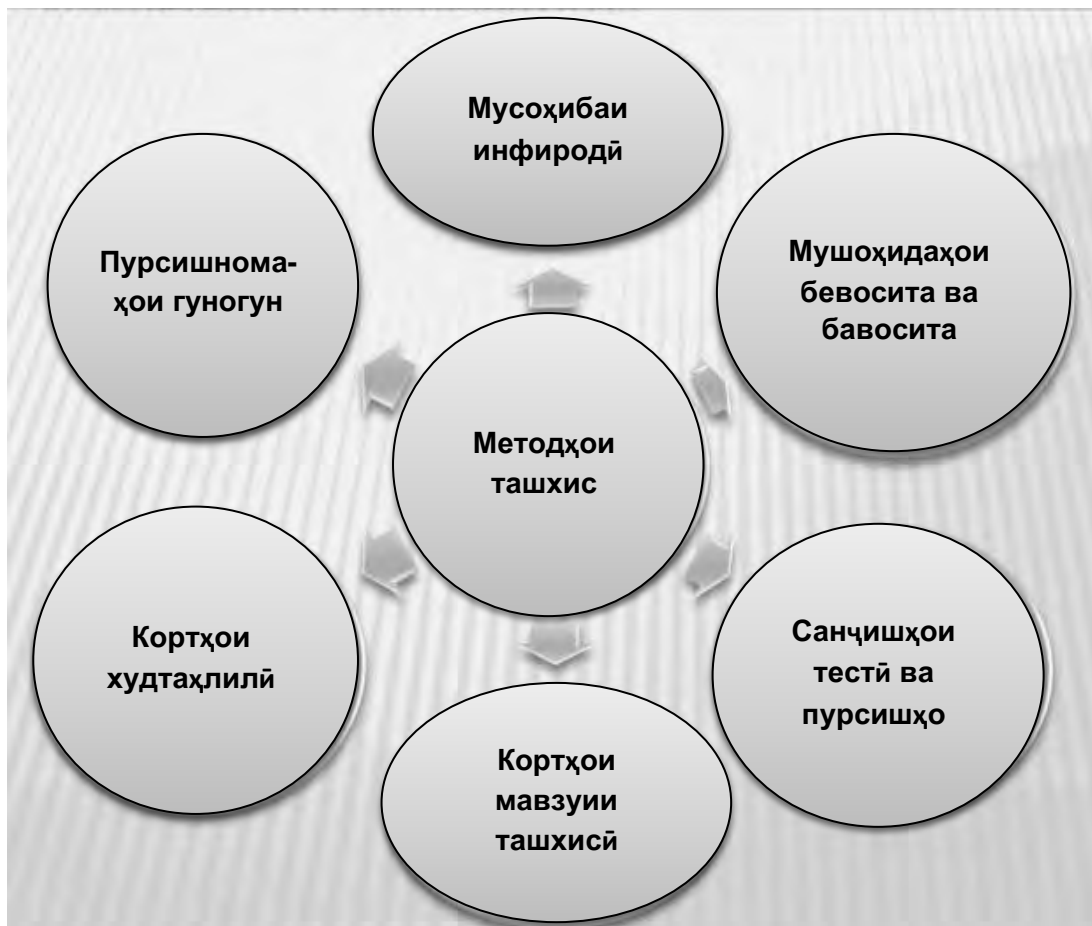 Мусоҳибаи
инфиродӣ
Пурсишнома-
ҳои гуногун
Мушоҳидаҳои
бевосита ва
бавосита
Методҳои
ташхис
Кортҳои
худтаҳлилӣ
Санҷишҳои
тестӣ ва
пурсишҳо
Кортҳои
мавзуии
ташхисӣ